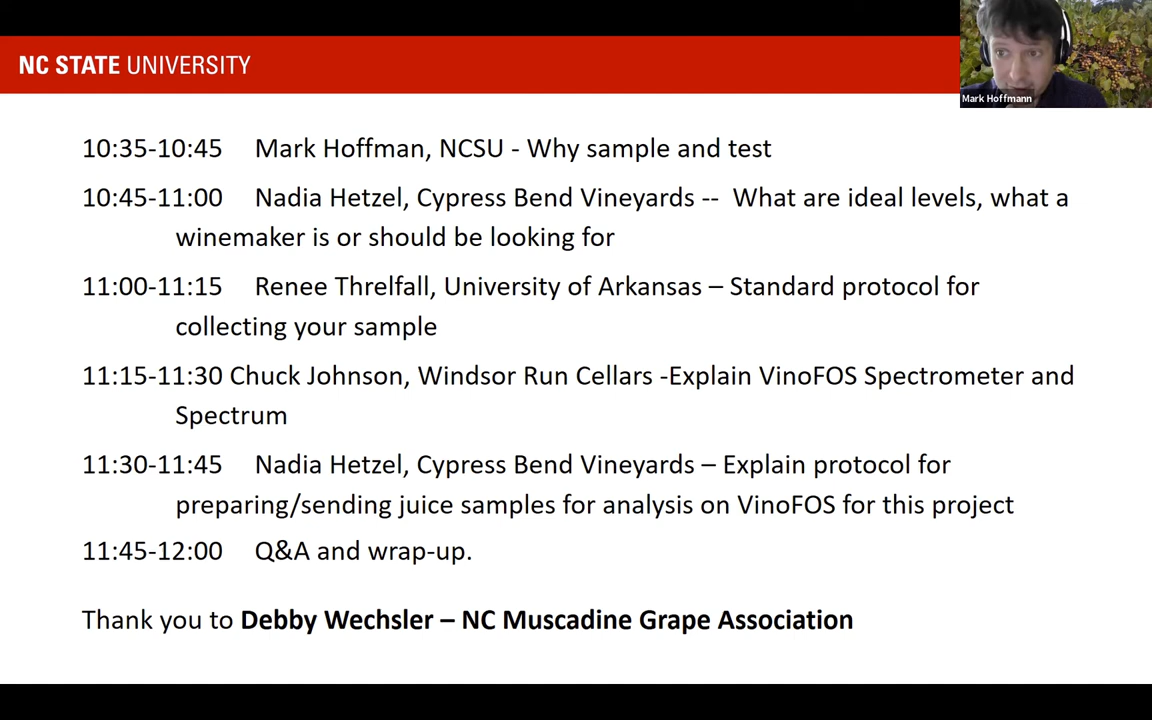 NC STATE UNIVERSITY
Mark Hoffmann
10:35-10:45 Mark Hoffman, NCSU - Why sample and test
10:45-11:00 Nadia Hetzel, Cypress Bend Vineyards -- What are ideal levels, what a
winemaker is or should be looking for
11:00-11:15 Renee Threlfall, University of Arkansas – Standard protocol for
collecting your sample
11:15-11:30 Chuck Johnson, Windsor Run Cellars -Explain VinoFOS Spectrometer and
Spectrum
11:30-11:45 Nadia Hetzel, Cypress Bend Vineyards – Explain protocol for
preparing/sending juice samples for analysis on VinoFOS for this project
11:45-12:00 Q&A and wrap-up.
Thank you to Debby Wechsler – NC Muscadine Grape Association